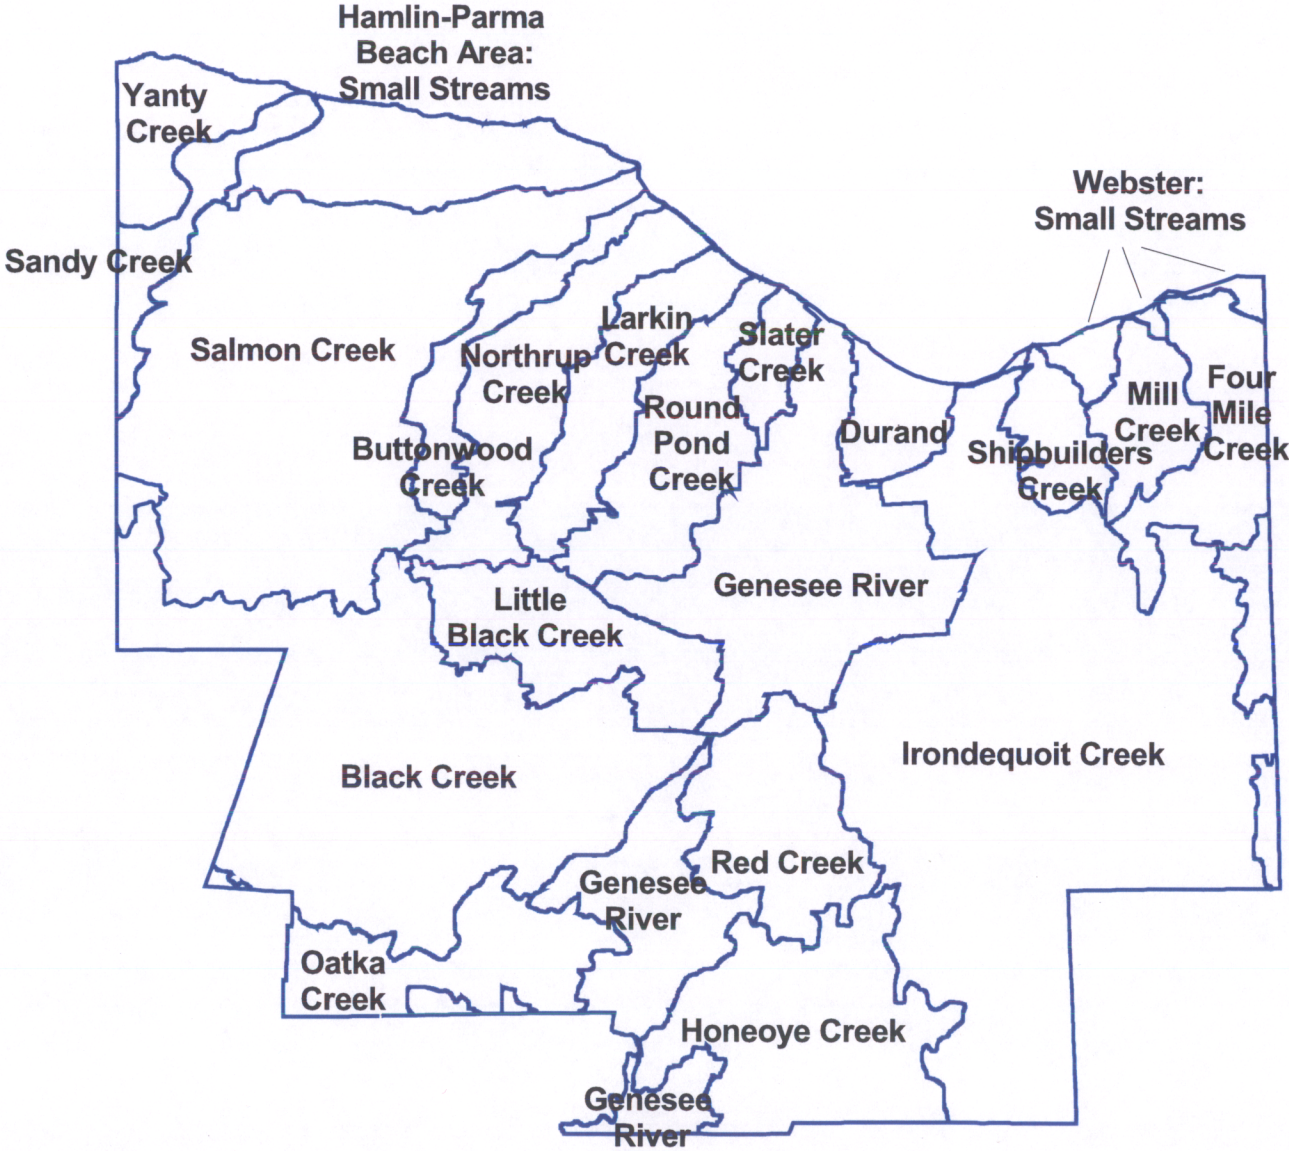 Hamlin-Parma
Beach Area:
Small Streams
Yanty
Creek
Webster:
Small Streams
Sandy Creek
Salmon Creek
Larkin
Creek
Slater
Creek
Northrup
Creek
Four
Mile
Creek
Mill
Creek
Round
Pond
Creek
Durand
Buttonwood
Creek
Shipbuilders
Creek
Genesee River
Little
Black Creek
Irondequoit Creek
Black Creek
Red Creek
Genesee
River
Oatka
Creek
Honeoye Creek
Genesee
River